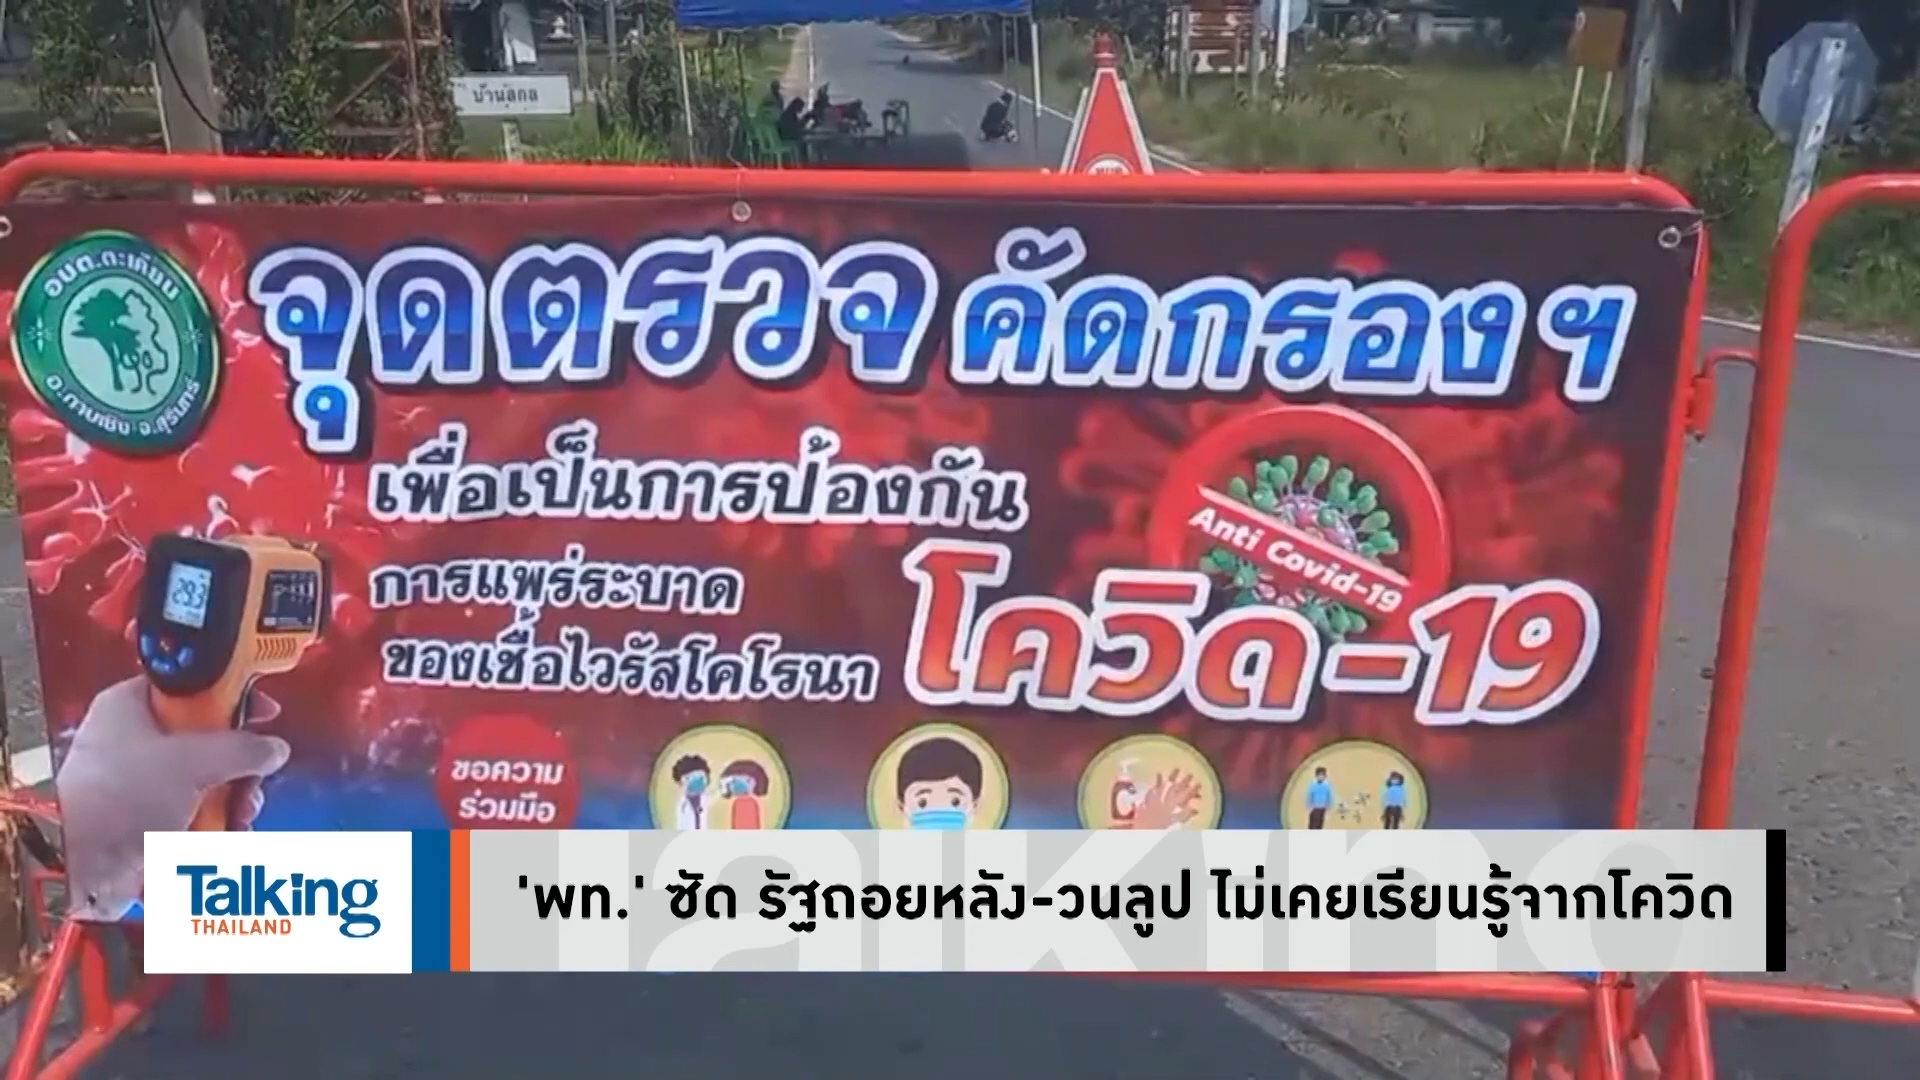 บ้านสกล
อบต.ตะเคียน
อ.กาบเชิง จ.สุรินทร์
จุดตรวจ คัดกรองฯ
เพื่อเป็นการป้องกัน
การแพร่ระบาด
ของเชื้อไวรัสโคโรนา
โควิด-19
Anti Covid-19
29.3
ขอความ
ร่วมมือ
Talking
THAILAND
'พท.' ซัด รัฐถอยหลัง-วนลูป ไม่เคยเรียนรู้จากโควิด